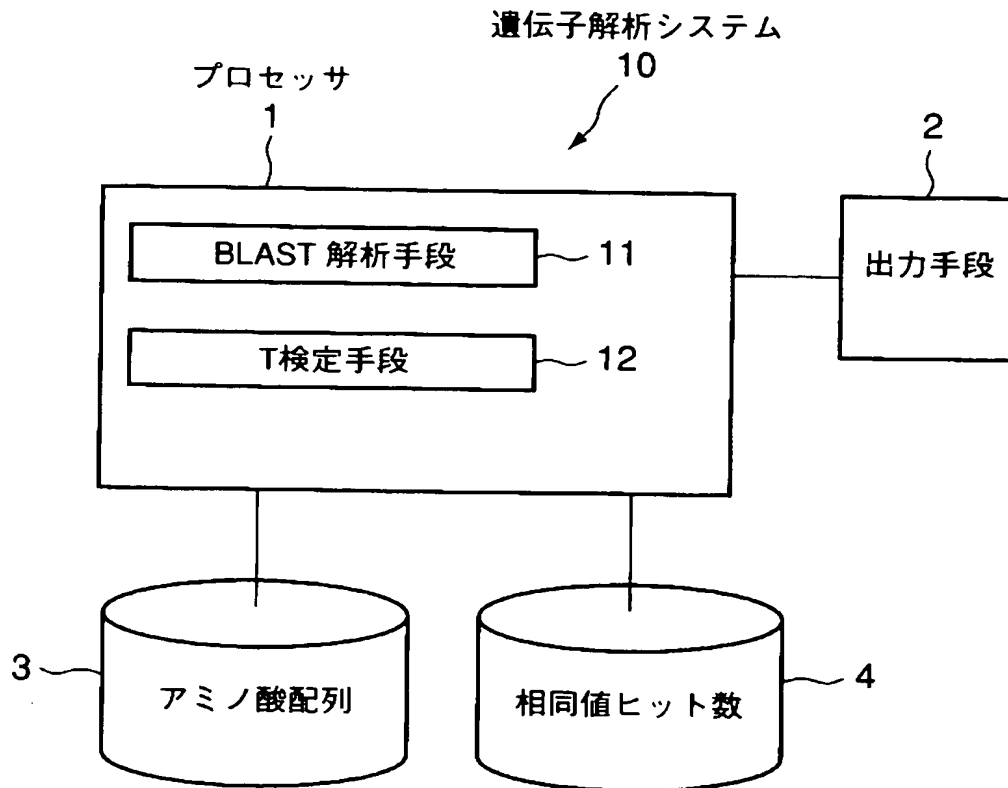 遺伝子解析システム
10
プロセッサ
1
2
BLAST 解析手段
11
出力手段
T検定手段
12
3
アミノ酸配列
相同値ヒット数
4